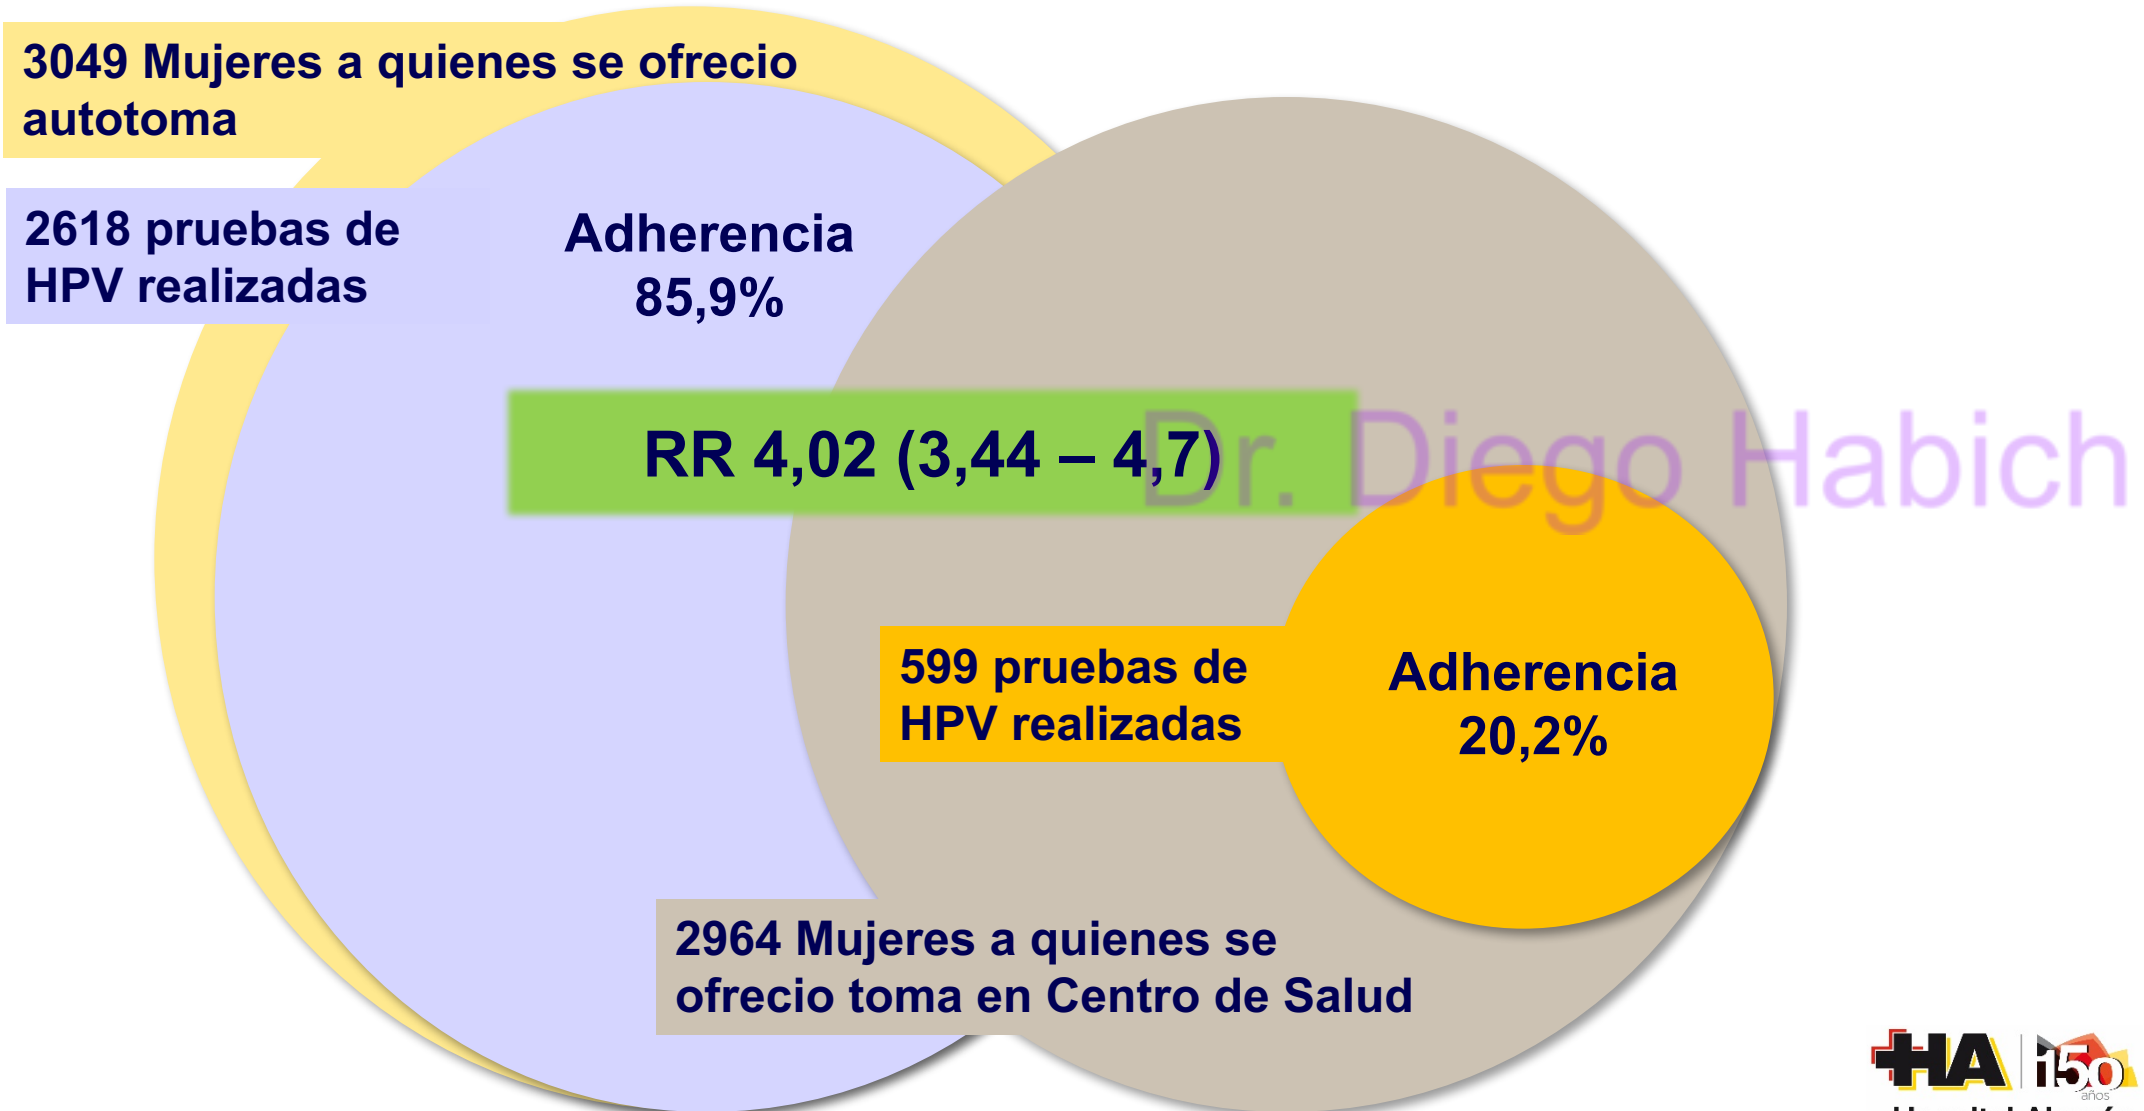 3049 Mujeres a quienes se ofrecio
autotoma
2618 pruebas de
HPV realizadas
Adherencia
85,9%
RR 4,02 (3,44 – 4,7)
Dr. Diego Habich
599 pruebas de
HPV realizadas
Adherencia
20,2%
2964 Mujeres a quienes se
ofrecio toma en Centro de Salud
HA
150
años